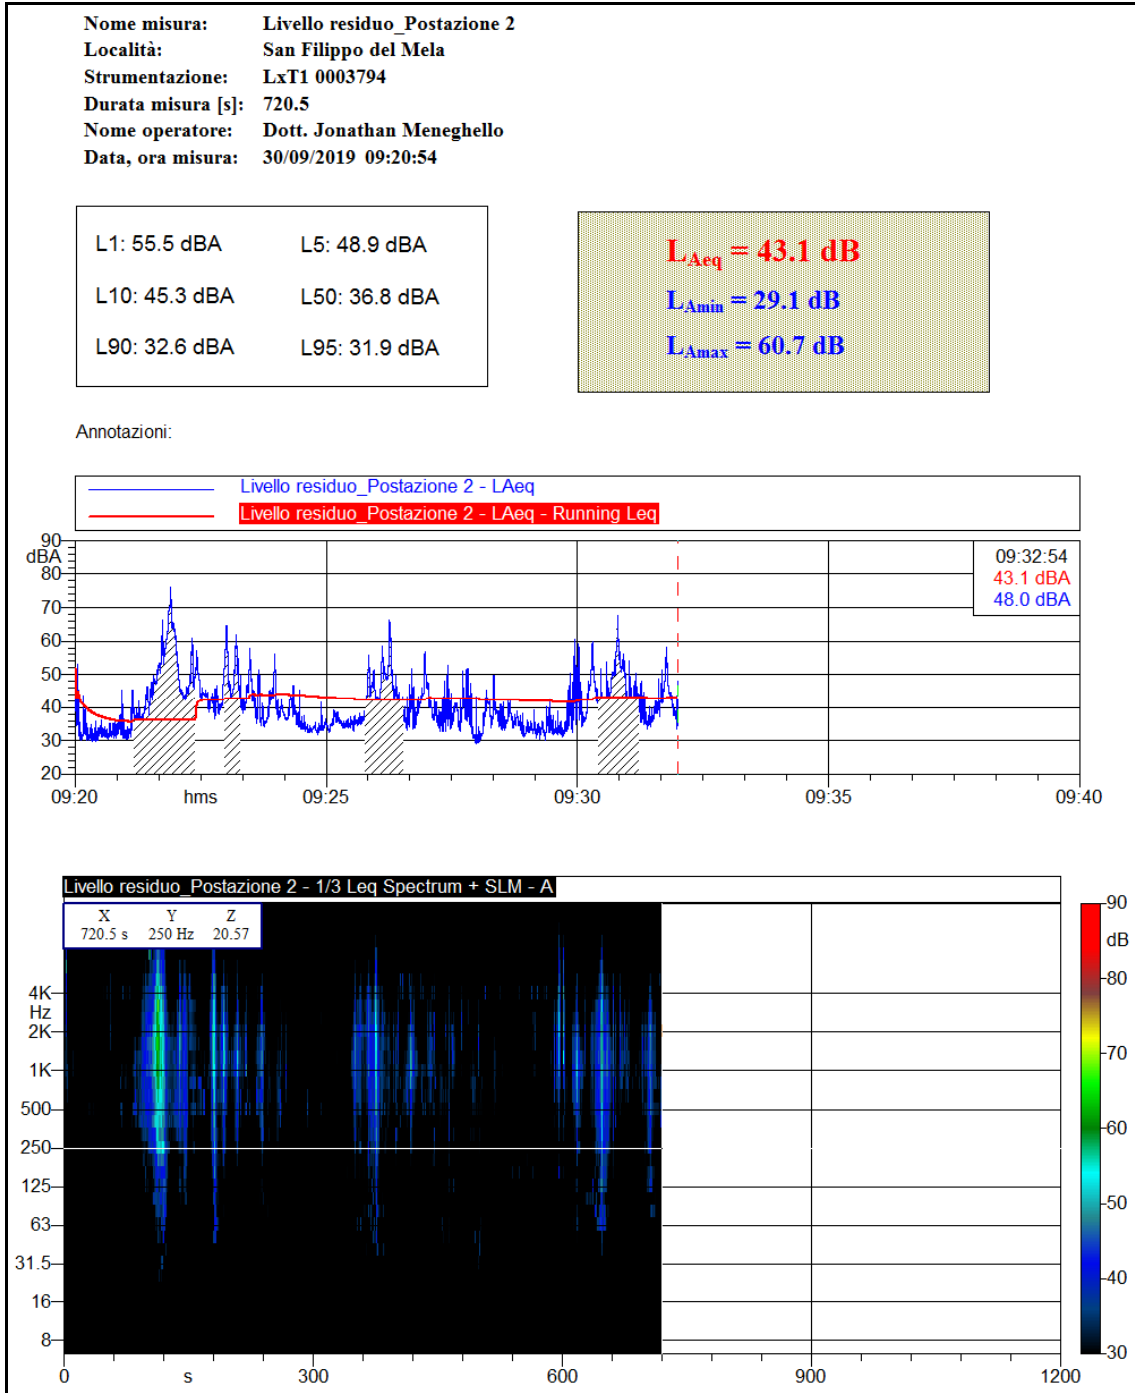 Nome misura: Livello residuo_Postazione 2
Località: San Filippo del Mela
Strumentazione: LxT1 0003794
Durata misura [s]: 720.5
Nome operatore: Dott. Jonathan Meneghello
Data, ora misura: 30/09/2019 09:20:54
L1: 55.5 dBA L5: 48.9 dBA
L10: 45.3 dBA L50: 36.8 dBA
L90: 32.6 dBA L95: 31.9 dBA
LAeq = 43.1 dB
LAmin = 29.1 dB
LAmax = 60.7 dB
Annotazioni:
Livello residuo_Postazione 2 - LAeq
Livello residuo_Postazione 2 - LAeq - Running Leq
90
dBA
80
70
60
50
40
30
20
09:32:54
43.1 dBA
48.0 dBA
09:20 hms 09:25 09:30 09:35 09:40
Livello residuo_Postazione 2 - 1/3 Leq Spectrum + SLM - A
X Y Z
720.5 s 250 Hz 20.57
4K
Hz
2K
1K
500
250
125
63
31.5
16
8
0 s 300 600 900 1200
90
dB
80
70
60
50
40
30